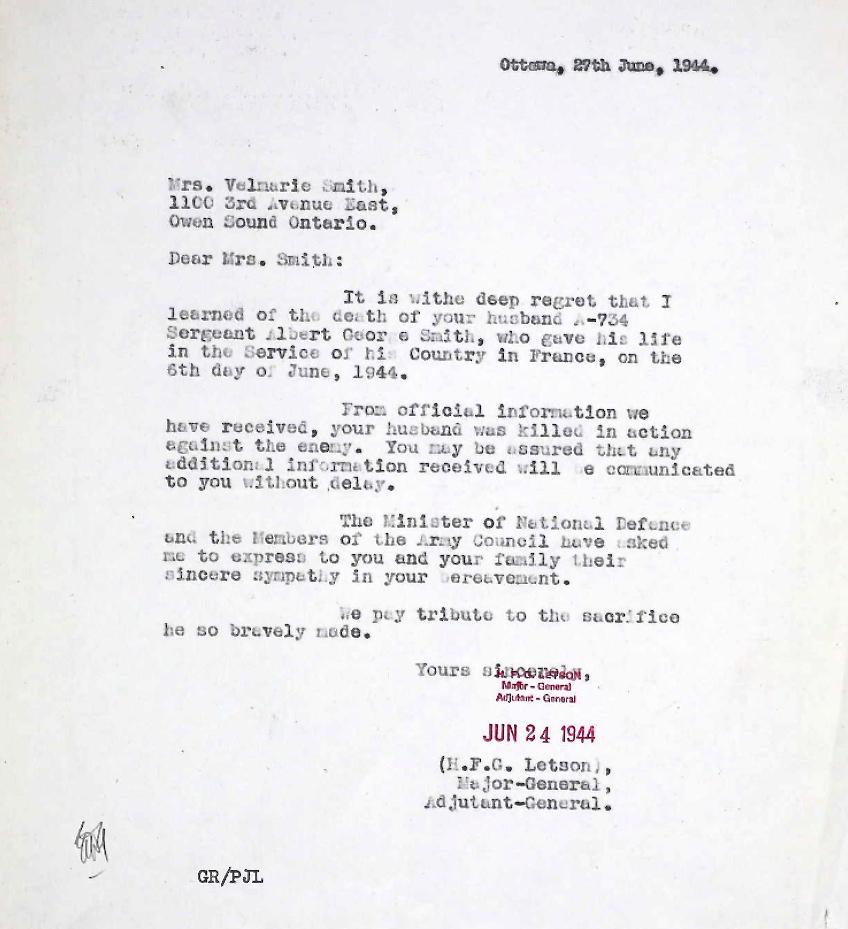 Ottawa, 27th June, 1944.
Mrs. Velmarie Smith,
1100 3rd Avenue East,
Owen Sound Ontario.
Dear Mrs. Smith:
It is withe deep regret that I
learned of the death of your husband A-734
Sergeant Albert George Smith, who gave his life
in the Service of his Country in France, on the
6th day of June, 1944.
From official information we
have received, your husband was killed in action
against the enemy. You may be assured that any
additional information received will be communicated
to you without delay.
The Minister of National Defence
and the Members of the Army Council have asked
me to express to you and your family their
sincere sympathy in your bereavement.
We pay tribute to the sacrifice
he so bravely made.
Yours sincerely,
H. F. G. LETSON
Major - General
Adjutant - General
JUN 24 1944
(H.F.G. Letson),
Major-General,
Adjutant-General.
GR/PJL